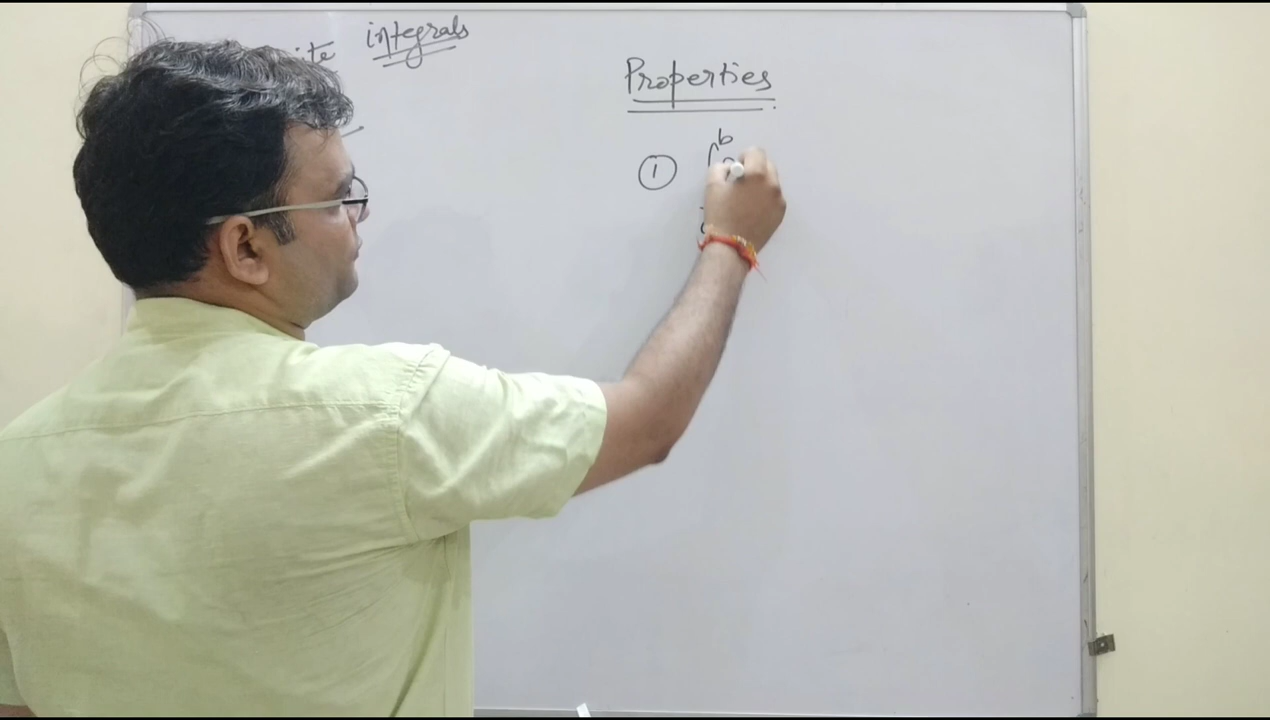 ite integrals
Properties
① ∫ b